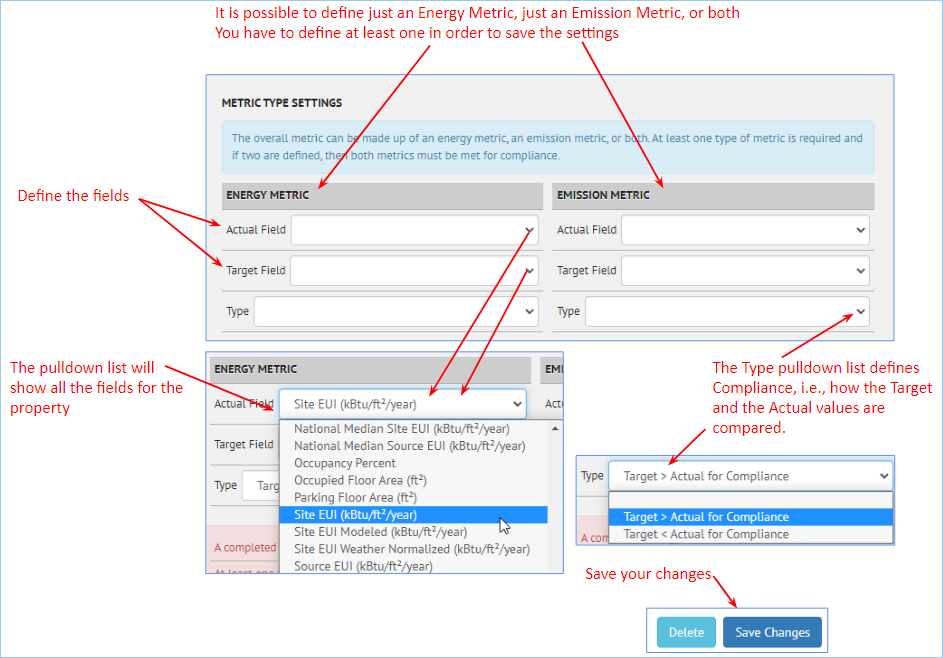 It is possible to define just an Energy Metric, just an Emission Metric, or both
You have to define at least one in order to save the settings
METRIC TYPE SETTINGS
The overall metric can be made up of an energy metric, an emission metric, or both. At least one type of metric is required and
if two are defined, then both metrics must be met for compliance.
Define the fields
ENERGY METRIC
Actual Field
Target Field
Type
EMISSION METRIC
Actual Field
Target Field
Type
The pulldown list will
show all the fields for the
property
ENERGY METRIC
EMI
Actual Field
Site EUI (kBtu/ft²/year)
Actu
National Median Site EUI (kBtu/ft²/year)
National Median Source EUI (kBtu/ft²/year)
Occupancy Percent
Occupied Floor Area (ft²)
Parking Floor Area (ft²)
Site EUI (kBtu/ft²/year)
Site EUI Modeled (kBtu/ft²/year)
Site EUI Weather Normalized (kBtu/ft²/year)
Source EUI (kBtu/ft²/year)
Target Field
Type
Targ
A completed
At least one
The Type pulldown list defines
Compliance, i.e., how the Target
and the Actual values are
compared.
Type
Target > Actual for Compliance
Target > Actual for Compliance
Target < Actual for Compliance
A com
Save your changes
Delete
Save Changes